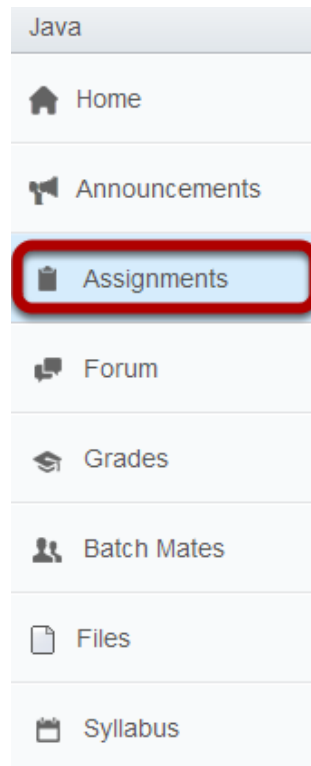 Java
Home
Announcements
Assignments
Forum
Grades
Batch Mates
Files
Syllabus